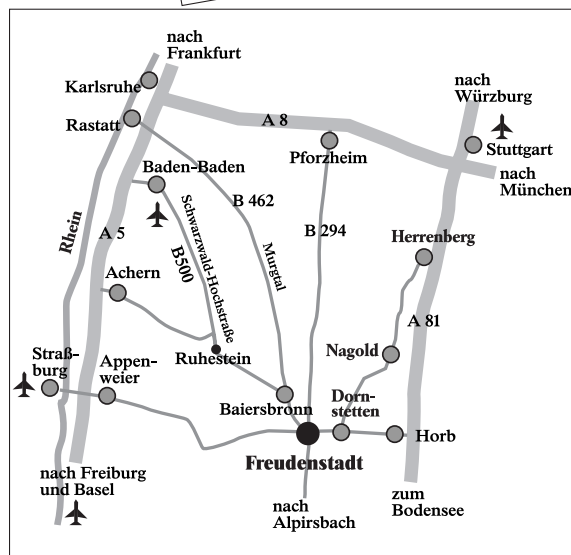 nach
Frankfurt
Karlsruhe
nach
Würzburg
Rastatt
A 8
Stuttgart
Pforzheim
nach
München
Baden-Baden
B 462
Rhein
A 5
Schwarzwald-Hochstraße
B500
Murgtal
B 294
Herrenberg
Achern
A 81
Ruhestein
Nagold
Straß-
burg
Appen-
weier
Baiersbronn
Dorn-
stetten
Horb
Freudenstadt
nach Freiburg
und Basel
nach
Alpirsbach
zum
Bodensee